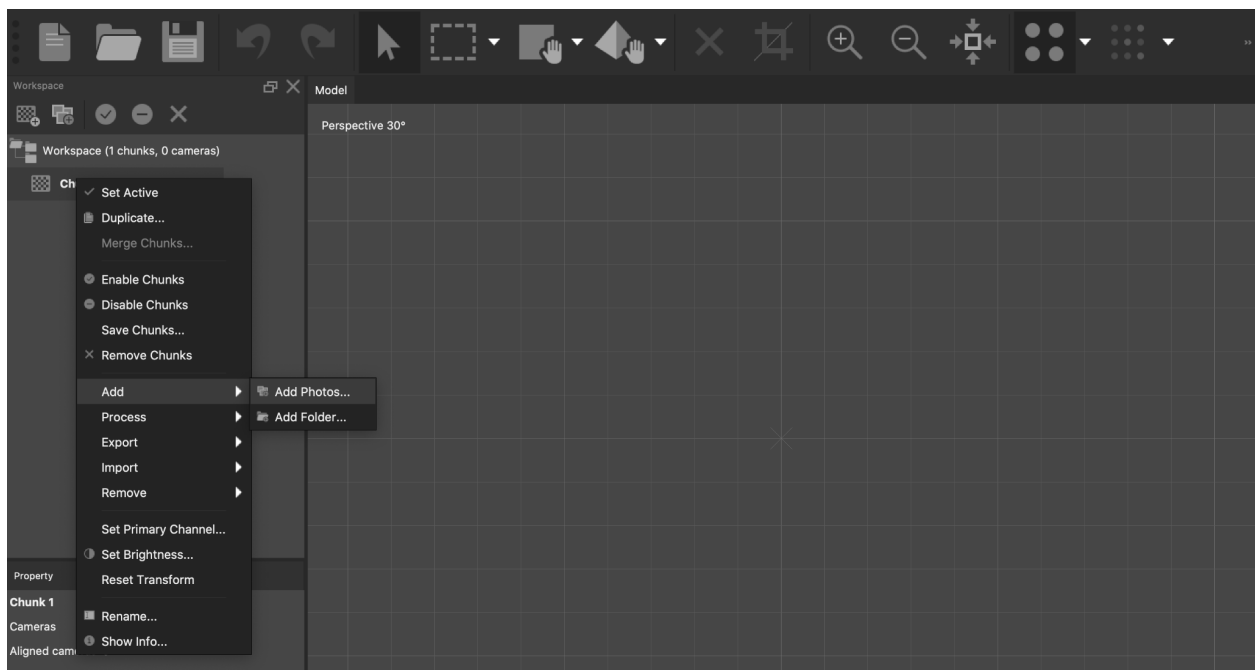 Workspace
Model
Perspective 30°
Workspace (1 chunks, 0 cameras)
Ch
Set Active
Duplicate...
Merge Chunks...
Enable Chunks
Disable Chunks
Save Chunks...
Remove Chunks
Add
Add Photos...
Process
Add Folder...
Export
Import
Remove
Set Primary Channel...
Set Brightness...
Reset Transform
Rename...
Show Info...
Property
Chunk 1
Cameras
Aligned cam